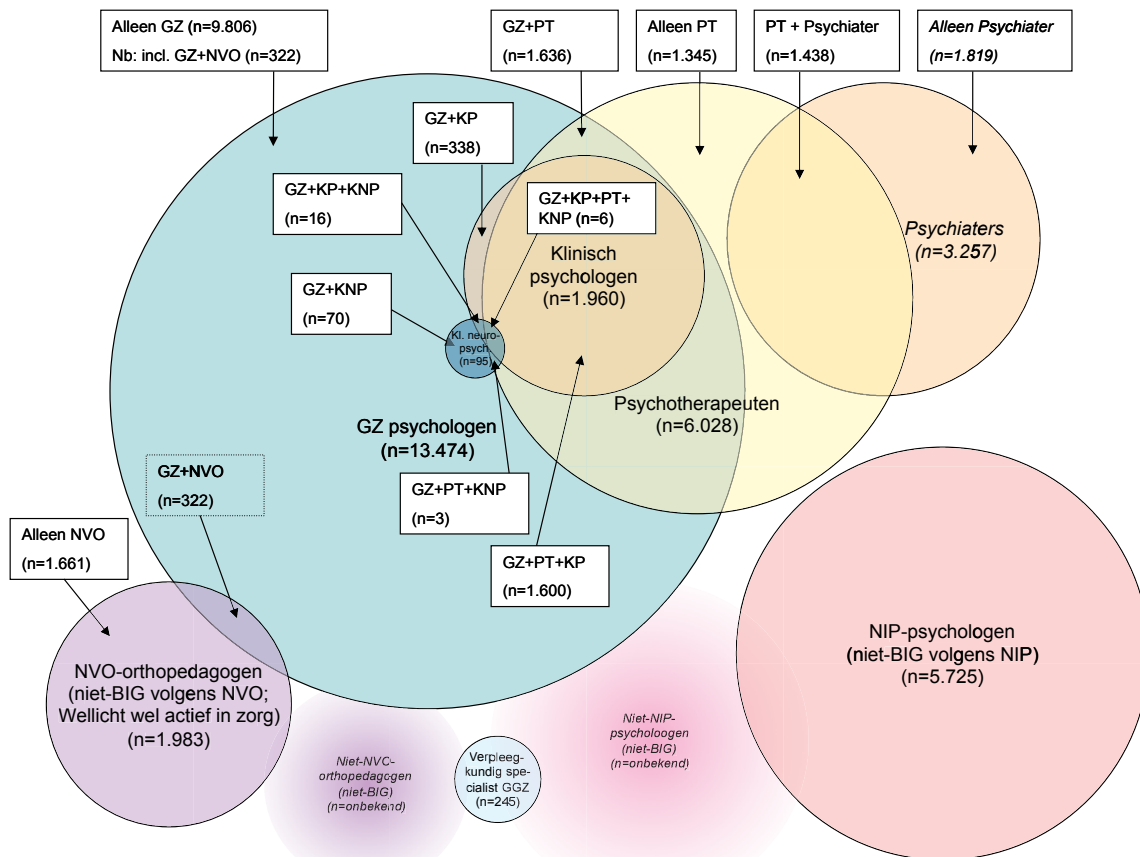 Alleen GZ (n=9.806)
Nb: incl. GZ+NVO (n=322)
GZ+PT
(n=1.636)
Alleen PT
(n=1.345)
PT + Psychiater
(n=1.438)
Alleen Psychiater
(n=1.819)
GZ+KP
(n=338)
GZ+KP+KNP
(n=16)
GZ+KP+PT+
KNP (n=6)
Psychiaters
(n=3.257)
Klinisch
psychologen
(n=1.960)
GZ+KNP
(n=70)
Kl. neuro-
psych
(n=95)
Psychotherapeuten
(n=6.028)
GZ psychologen
(n=13.474)
GZ+NVO
(n=322)
GZ+PT+KNP
(n=3)
Alleen NVO
(n=1.661)
GZ+PT+KP
(n=1.600)
NIP-psychologen
(niet-BIG volgens NIP)
(n=5.725)
NVO-orthopedagogen
(niet-BIG volgens NVO;
Wellicht wel actief in zorg)
(n=1.983)
Niet-NIP-
psycholoogen
(niet-BIG)
(n=onbekend)
Niet-NVO-
orthopedagogen
(niet-BIG)
(n=onbekend)
Verpleeg-
kundig spe-
cialist GGZ
(n=245)